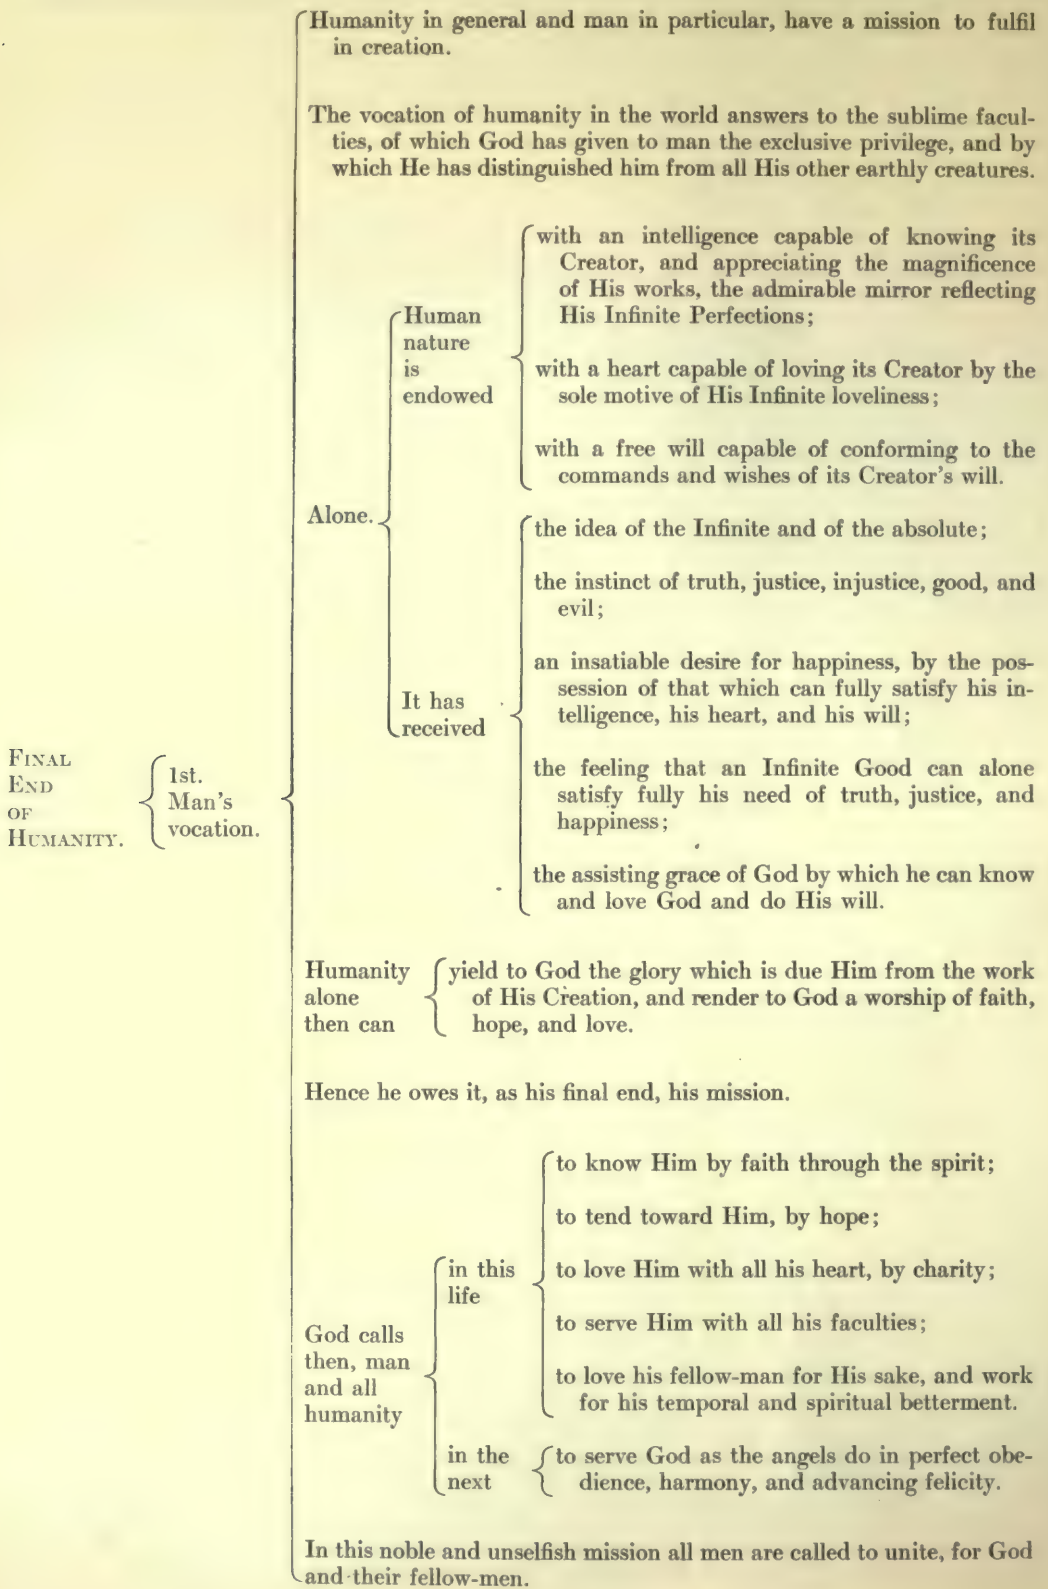 Humanity in general and man in particular, have a mission to fulfil
in creation.
The vocation of humanity in the world answers to the sublime facul-
ties, of which God has given to man the exclusive privilege, and by
which He has distinguished him from all His other earthly creatures.
Alone.
Human
nature
is
endowed
with an intelligence capable of knowing its
Creator, and appreciating the magnificence
of His works, the admirable mirror reflecting
His Infinite Perfections;
with a heart capable of loving its Creator by the
sole motive of His Infinite loveliness;
with a free will capable of conforming to the
commands and wishes of its Creator's will.
It has
received
the idea of the Infinite and of the absolute;
the instinct of truth, justice, injustice, good, and
evil;
an insatiable desire for happiness, by the pos-
session of that which can fully satisfy his in-
telligence, his heart, and his will;
the feeling that an Infinite Good can alone
satisfy fully his need of truth, justice, and
happiness;
the assisting grace of God by which he can know
and love God and do His will.
FINAL
END
OF
HUMANITY.
1st.
Man's
vocation.
Humanity
alone
then can
yield to God the glory which is due Him from the work
of His Creation, and render to God a worship of faith,
hope, and love.
Hence he owes it, as his final end, his mission.
God calls
then, man
and all
humanity
in this
life
to know Him by faith through the spirit;
to tend toward Him, by hope;
to love Him with all his heart, by charity;
to serve Him with all his faculties;
to love his fellow-man for His sake, and work
for his temporal and spiritual betterment.
in the
next
to serve God as the angels do in perfect obe-
dience, harmony, and advancing felicity.
In this noble and unselfish mission all men are called to unite, for God
and their fellow-men.